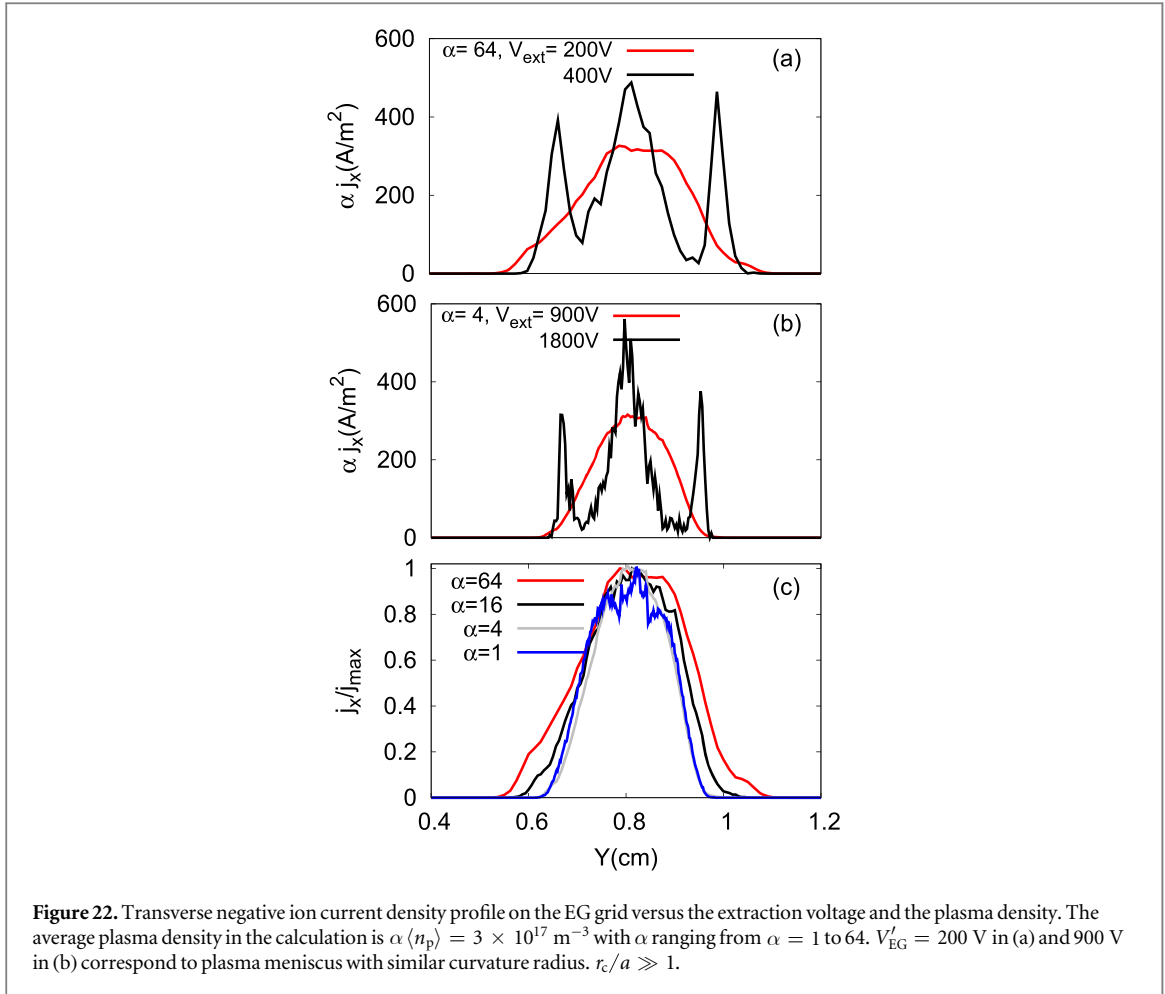 600
400
200
0
α j_x(A/m²)
α= 64, V_ext= 200V
400V
(a)
600
400
200
0
α j_x(A/m²)
α= 4, V_ext= 900V
1800V
(b)
1
0.8
0.6
0.4
0.2
0
j_x/j_max
α=64
α=16
α=4
α=1
(c)
0.4 0.6 0.8 1 1.2
Y(cm)
Figure 22. Transverse negative ion current density profile on the EG grid versus the extraction voltage and the plasma density. The
average plasma density in the calculation is α⟨n_p⟩ = 3 × 10¹⁷ m⁻³ with α ranging from α = 1 to 64. V′_EG = 200 V in (a) and 900 V
in (b) correspond to plasma meniscus with similar curvature radius. r_c/a ≫ 1.